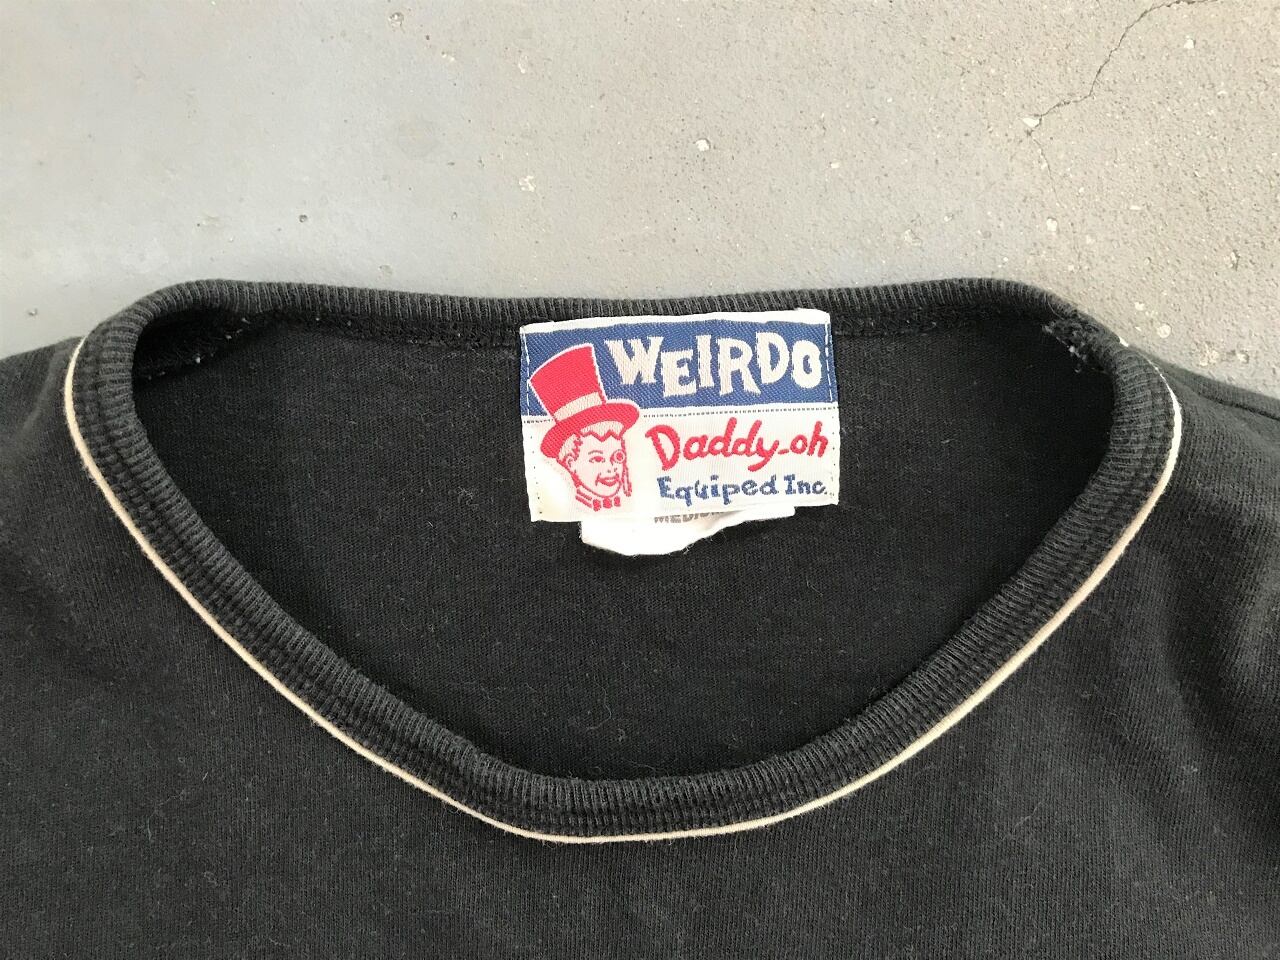 WEIRDO
Daddy-oh
Equiped Inc.